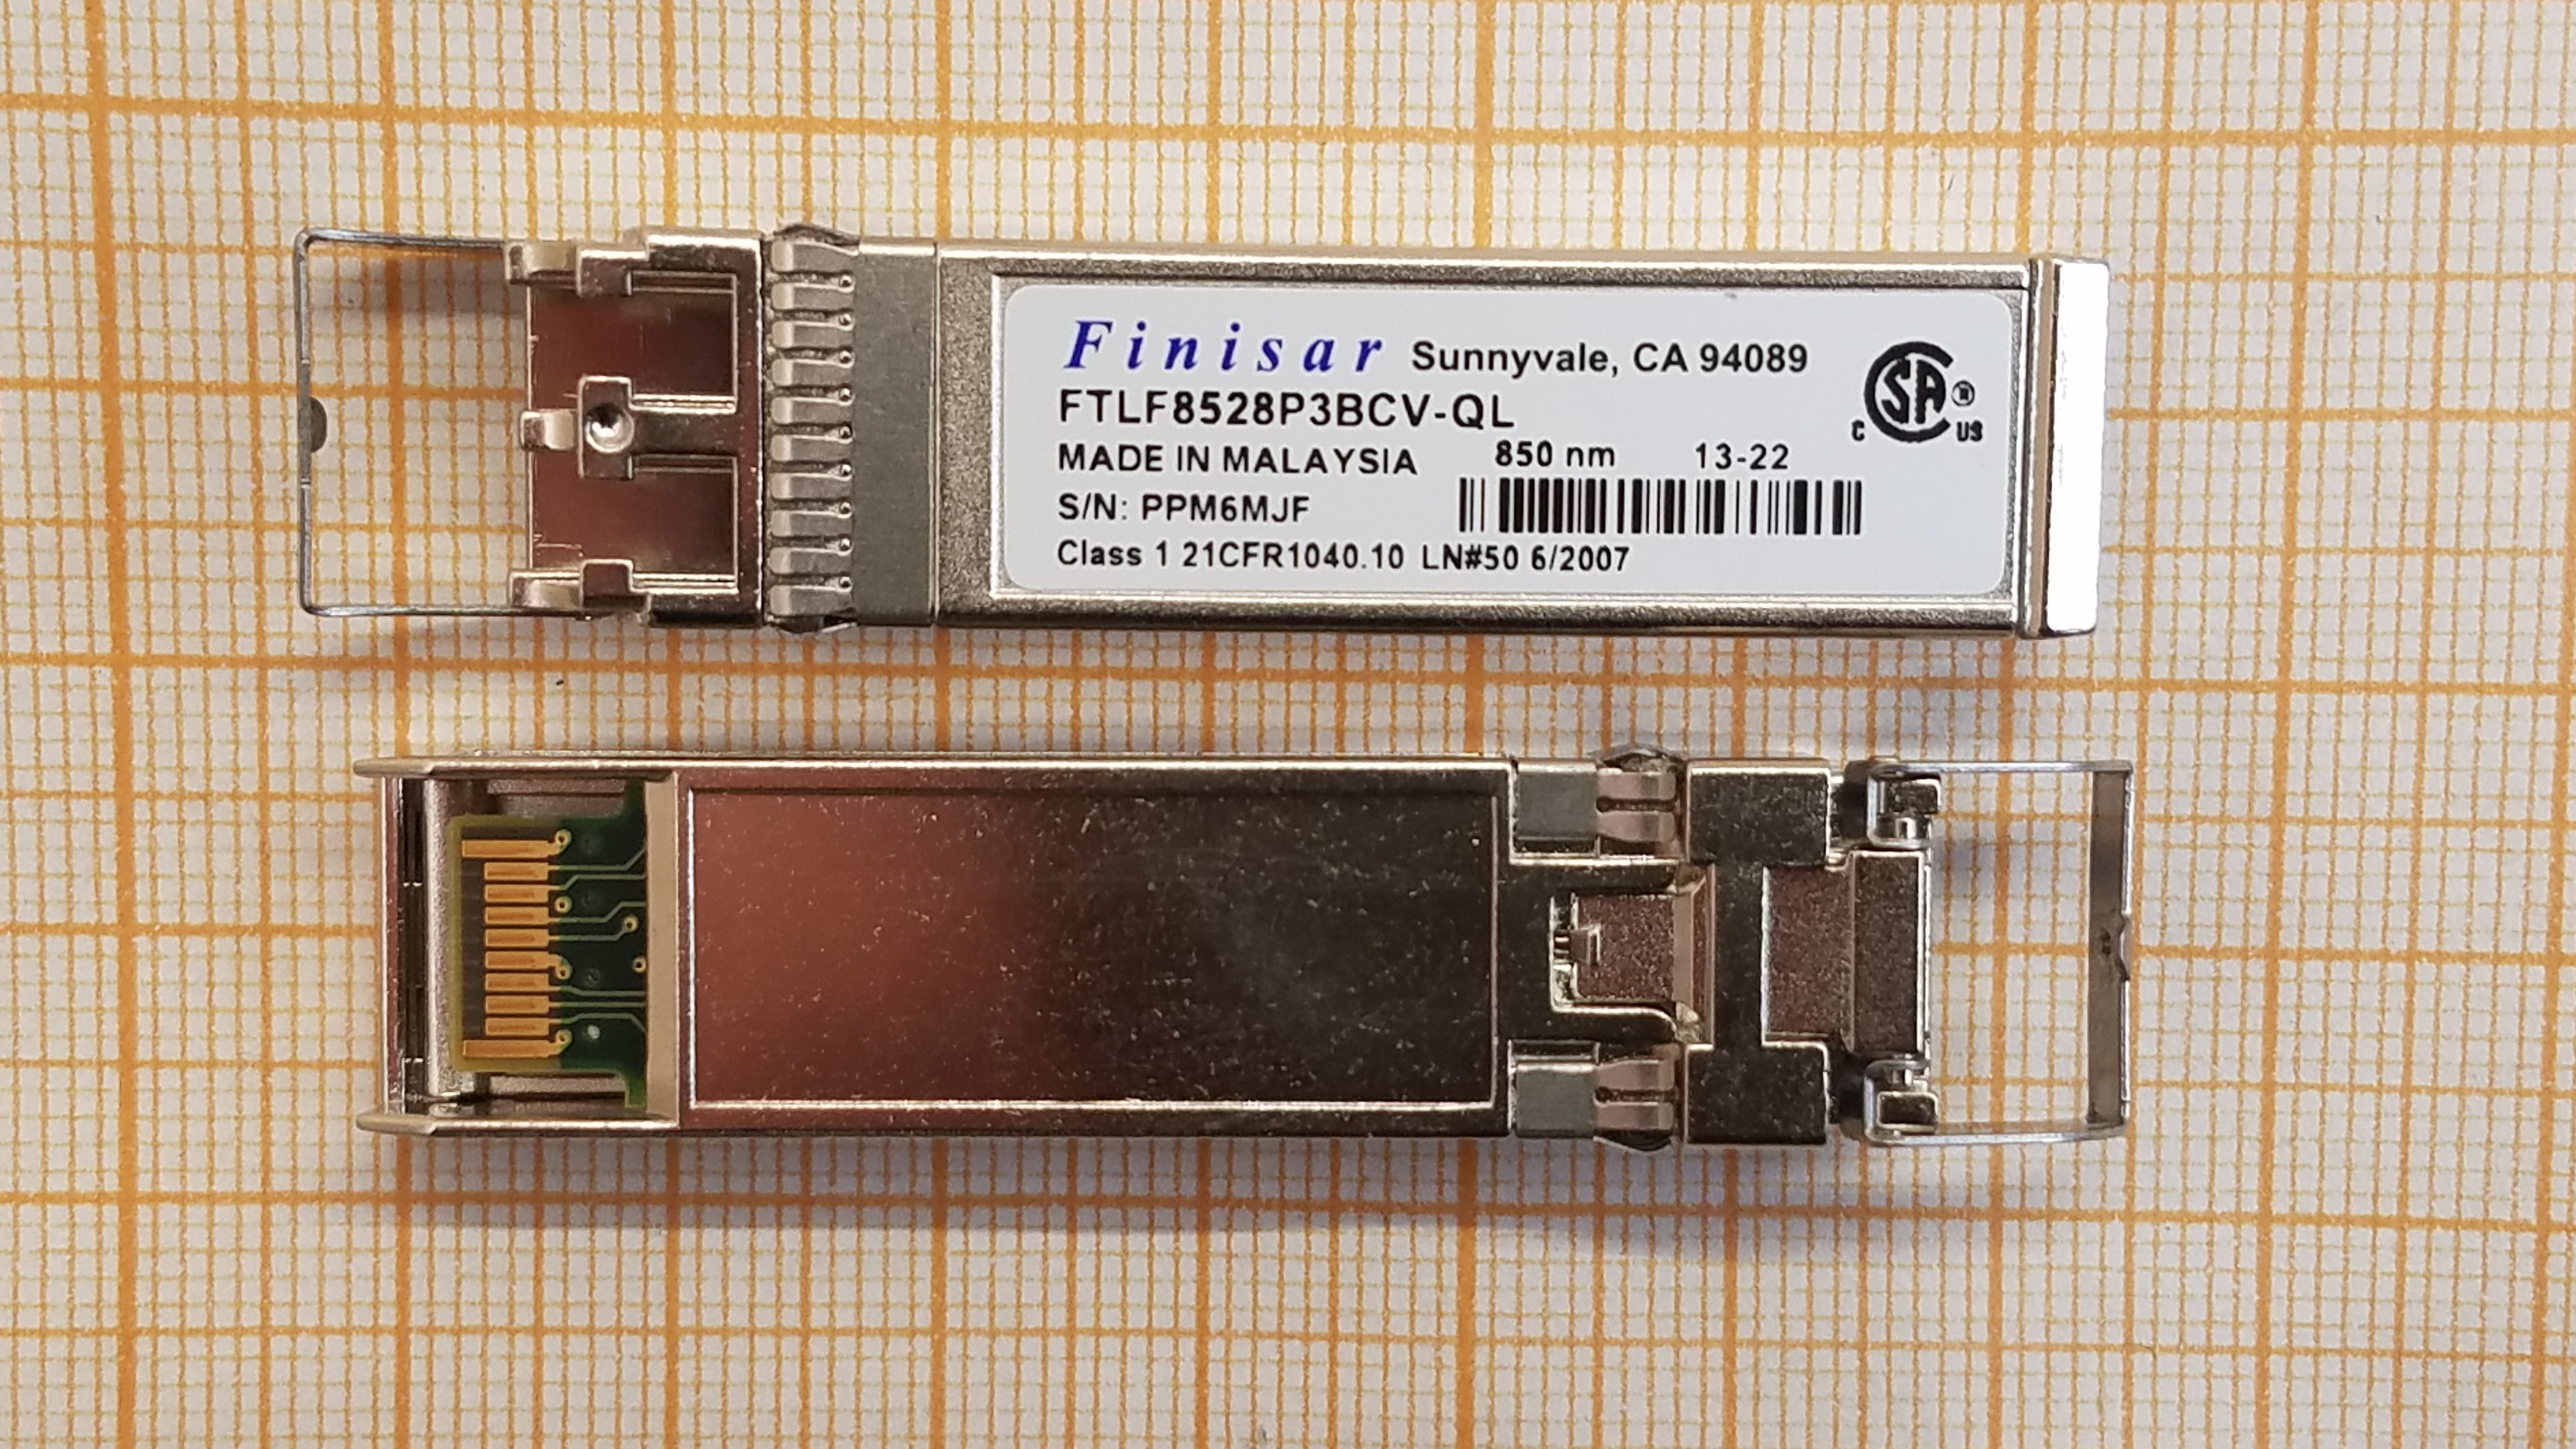 Finisar Sunnyvale, CA 94089
FTLF8528P3BCV-QL
MADE IN MALAYSIA 850 nm 13-22
S/N: PPM6MJF
Class 1 21CFR1040.10 LN#50 6/2007
C SA ® US